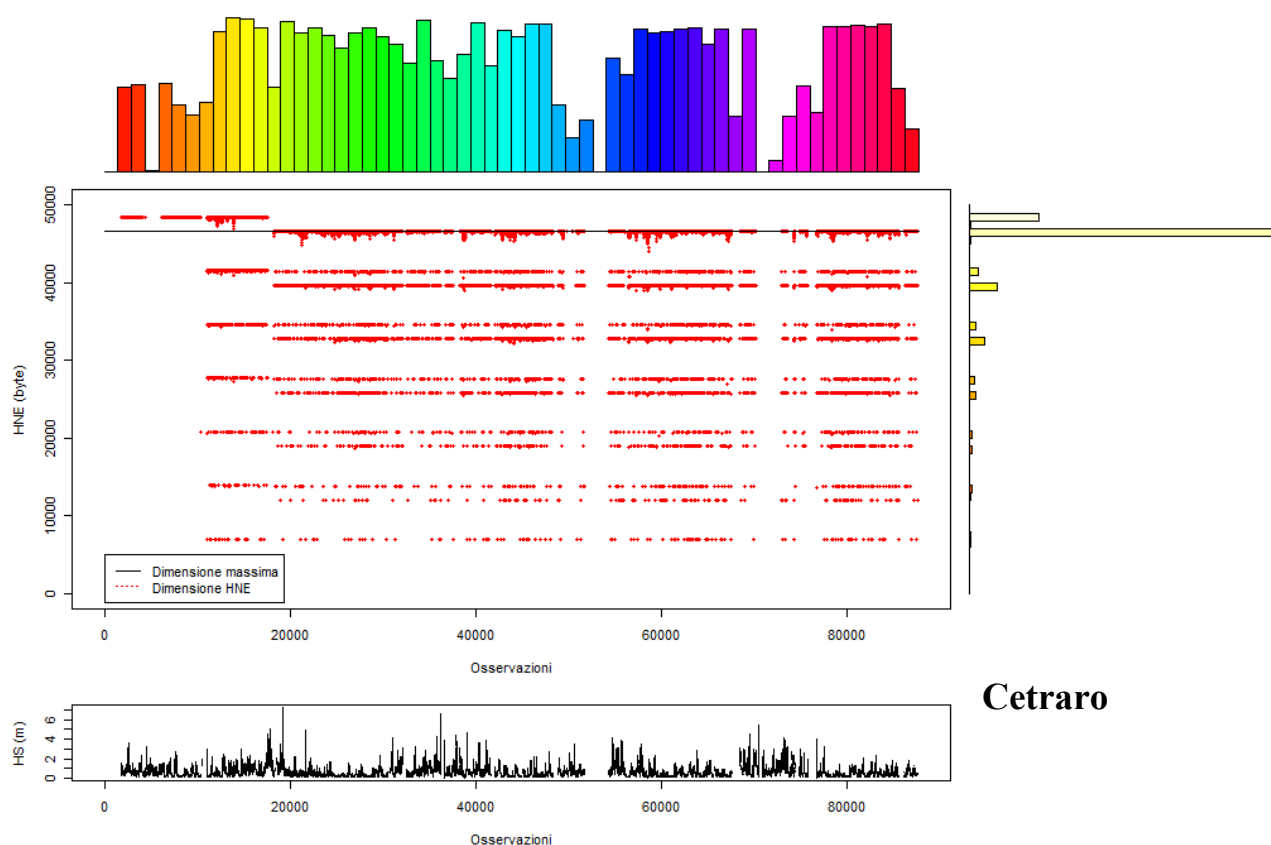 50000
40000
30000
20000
10000
0
HNE (byte)
Dimensione massima
Dimensione HNE
0 20000 40000 60000 80000
Osservazioni
Cetraro
6
4
2
0
HS (m)
0 20000 40000 60000 80000
Osservazioni